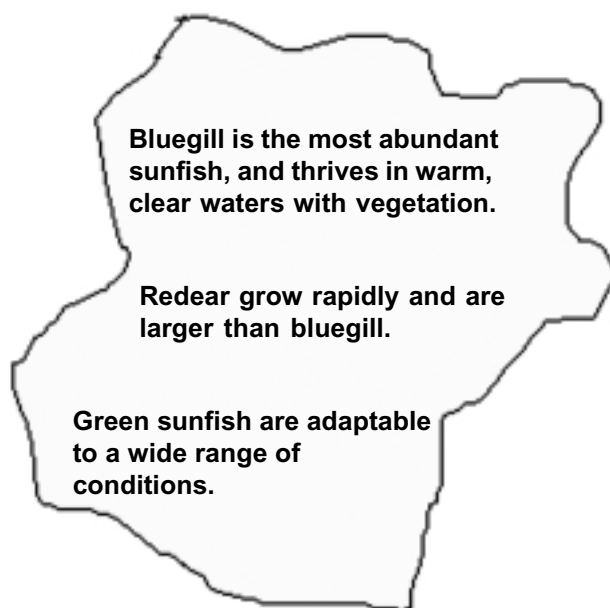 Bluegill is the most abundant
sunfish, and thrives in warm,
clear waters with vegetation.
Redear grow rapidly and are
larger than bluegill.
Green sunfish are adaptable
to a wide range of
conditions.